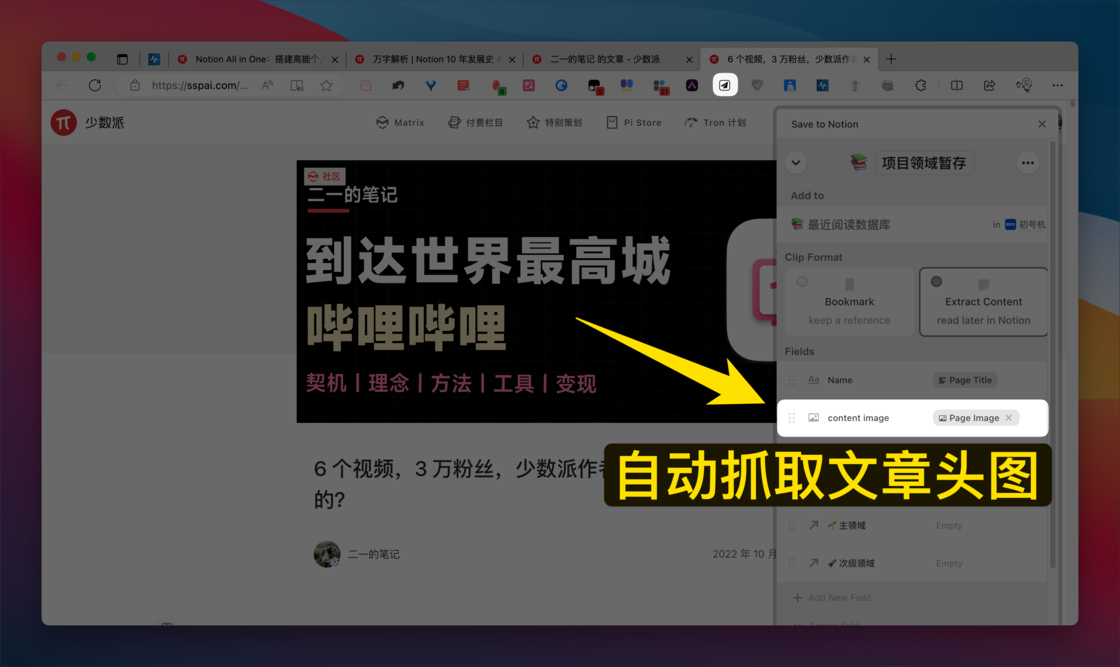 Notion All in One：搭建高能个人
万字解析 | Notion 10 年发展史
二一的笔记 的文章 - 少数派
6 个视频，3 万粉丝，少数派作者
https://sspai.com/...
少数派
Matrix
付费栏目
特别策划
Pi Store
Tron 计划
社区
二一的笔记
到达世界最高城
哔哩哔哩
契机丨理念丨方法丨工具丨变现
6 个视频，3 万粉丝，少数派作者
的？
二一的笔记
2022 年 10 月
Save to Notion
项目领域暂存
Add to
最近阅读数据库
in 初号机
Clip Format
Bookmark
keep a reference
Extract Content
read later in Notion
Fields
Aa Name
Page Title
content image
Page Image
自动抓取文章头图
主领域
Empty
次级领域
Empty
Add New Field